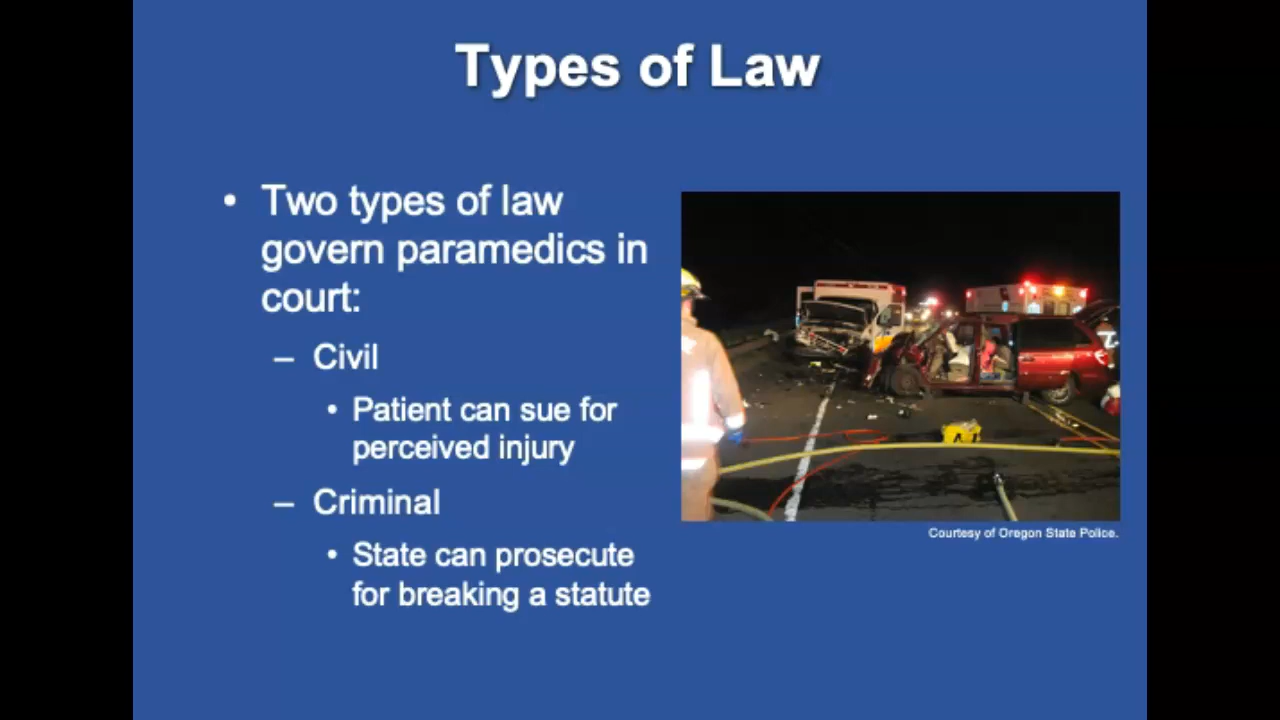 Types of Law
• Two types of law
govern paramedics in
court:
– Civil
• Patient can sue for
perceived injury
– Criminal
• State can prosecute
for breaking a statute
Courtesy of Oregon State Police.